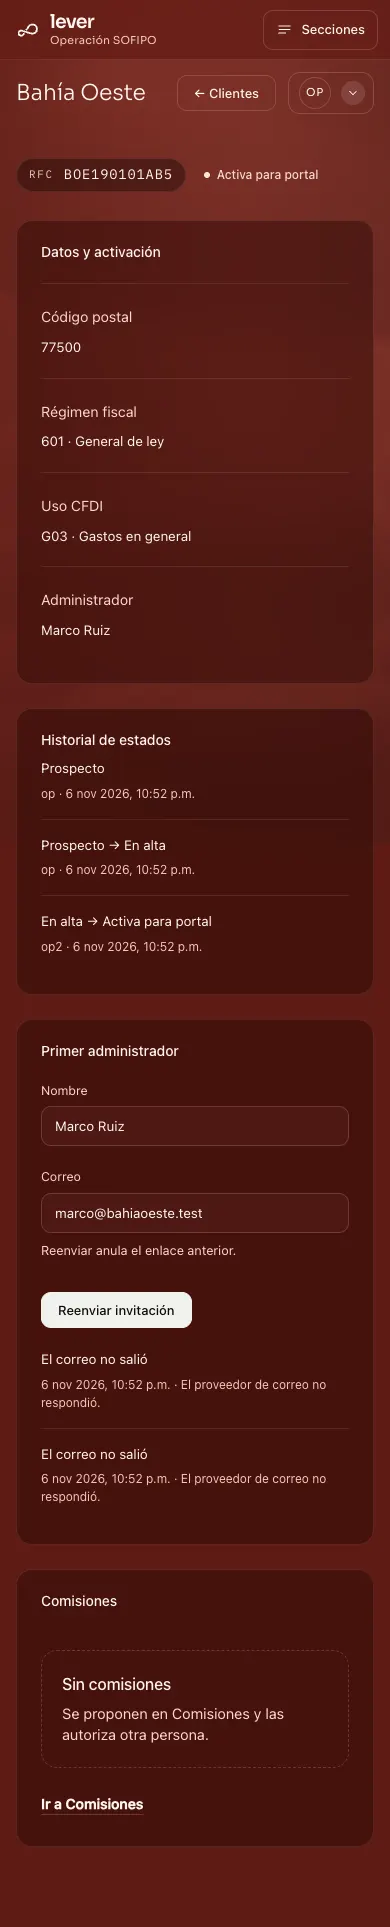 lever
Operación SOFIPO
Secciones
Bahía Oeste
← Clientes
OP
RFC BOE190101AB5
Activa para portal
Datos y activación
Código postal
77500
Régimen fiscal
601 · General de ley
Uso CFDI
G03 · Gastos en general
Administrador
Marco Ruiz
Historial de estados
Prospecto
op · 6 nov 2026, 10:52 p.m.
Prospecto → En alta
op · 6 nov 2026, 10:52 p.m.
En alta → Activa para portal
op2 · 6 nov 2026, 10:52 p.m.
Primer administrador
Nombre
Marco Ruiz
Correo
marco@bahiaoeste.test
Reenviar anula el enlace anterior.
Reenviar invitación
El correo no salió
6 nov 2026, 10:52 p.m. · El proveedor de correo no
respondió.
El correo no salió
6 nov 2026, 10:52 p.m. · El proveedor de correo no
respondió.
Comisiones
Sin comisiones
Se proponen en Comisiones y las
autoriza otra persona.
Ir a Comisiones